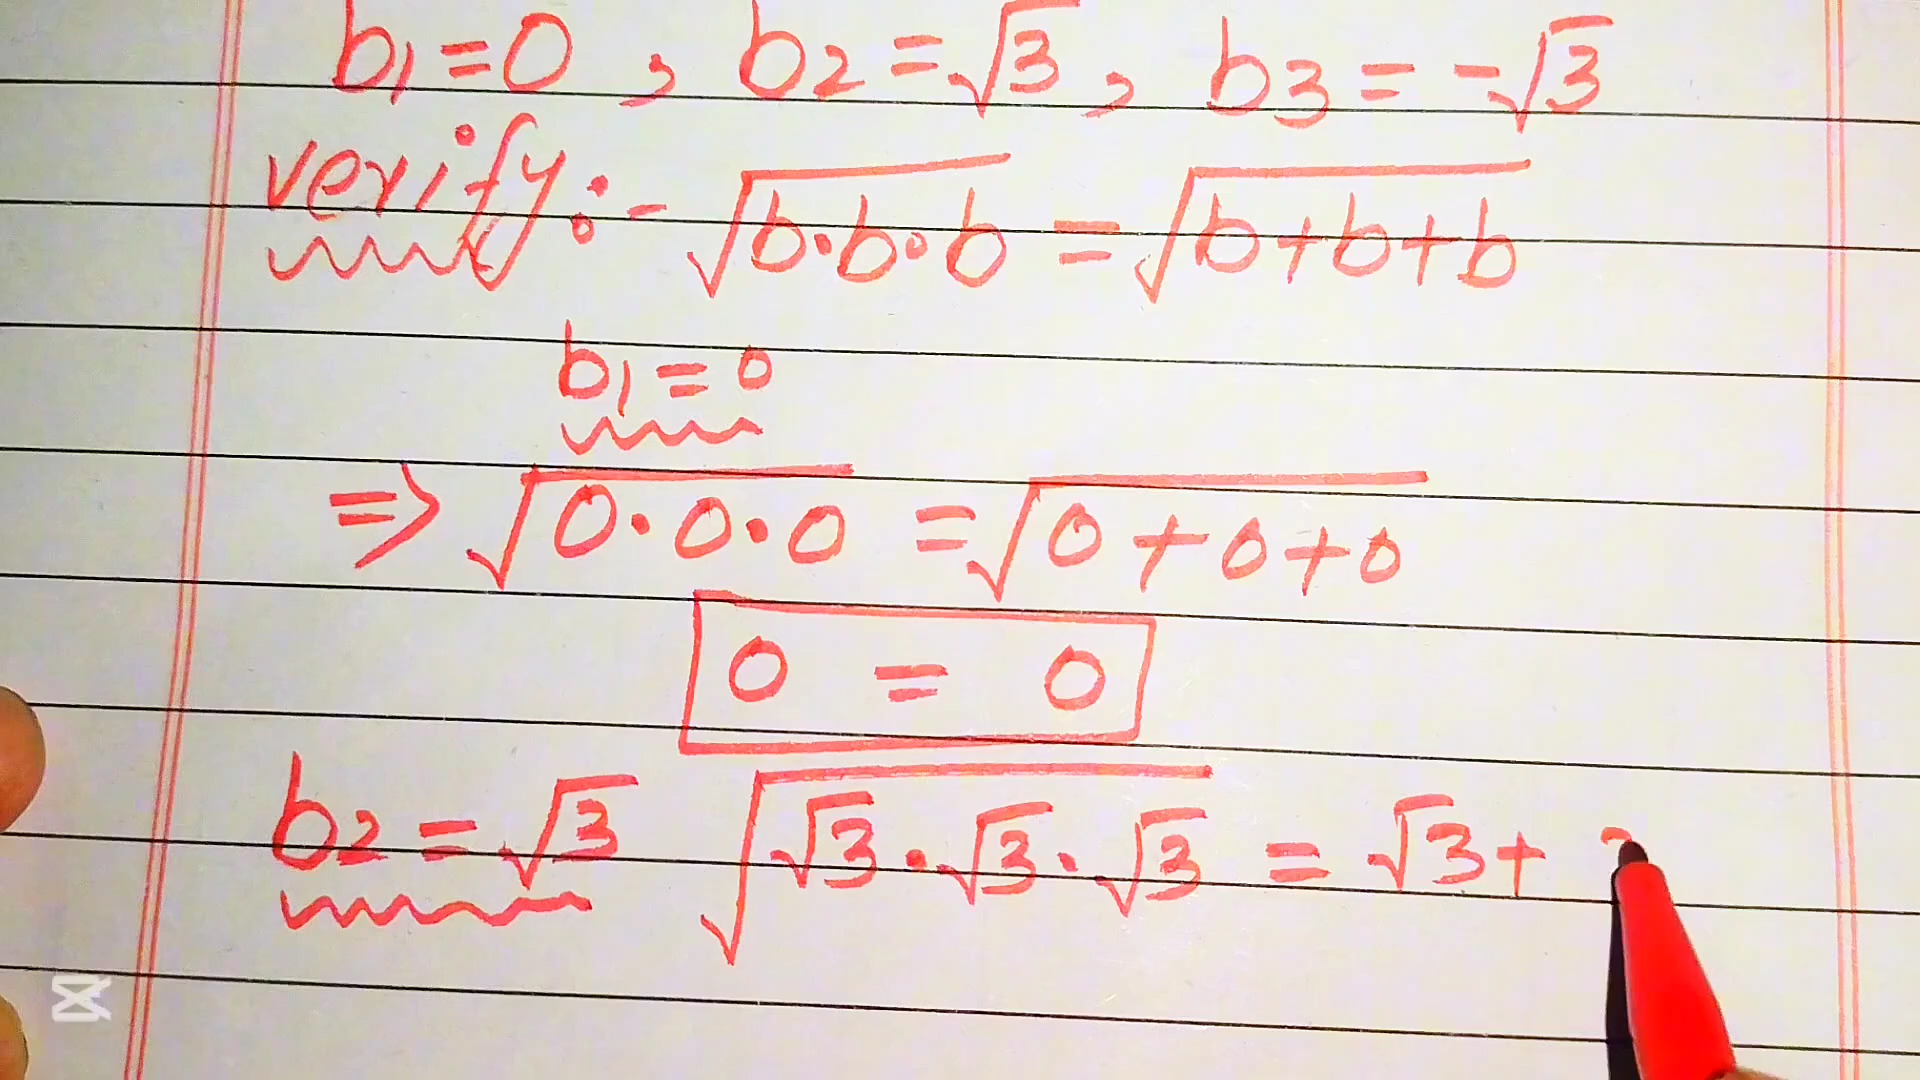 b1 = 0 , b2 = √3 , b3 = -√3
verify :- √b·b·b = √b+b+b
b1 = 0
=> √0·0·0 = √0+0+0
0 = 0
b2 = √3 √√3·√3·√3 = √3+